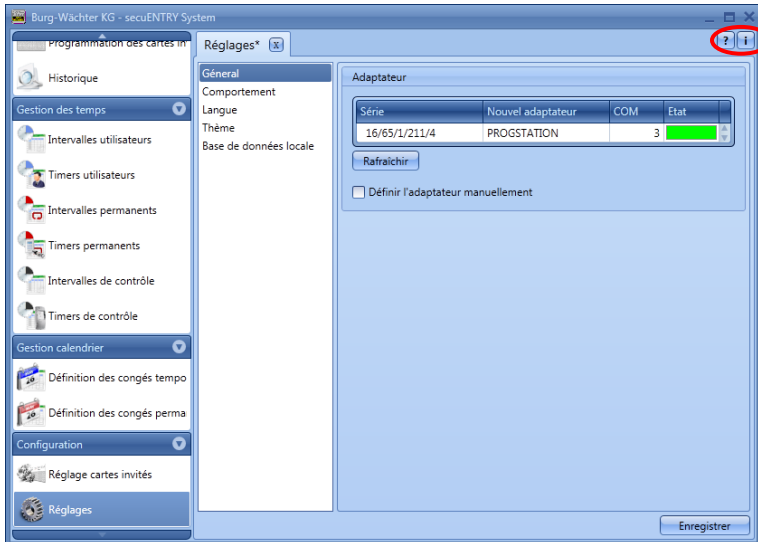 Burg-Wächter KG - secuENTRY System
Programmation des cartes in
Historique
Gestion des temps
Intervalles utilisateurs
Timers utilisateurs
Intervalles permanents
Timers permanents
Intervalles de contrôle
Timers de contrôle
Gestion calendrier
Définition des congés tempo
Définition des congés perma
Configuration
Réglage cartes invités
Réglages
Réglages* x
? i
Géneral
Comportement
Langue
Thème
Base de données locale
Adaptateur
Série Nouvel adaptateur COM Etat
16/65/1/211/4 PROGSTATION 3
Rafraîchir
Définir l'adaptateur manuellement
Enregistrer